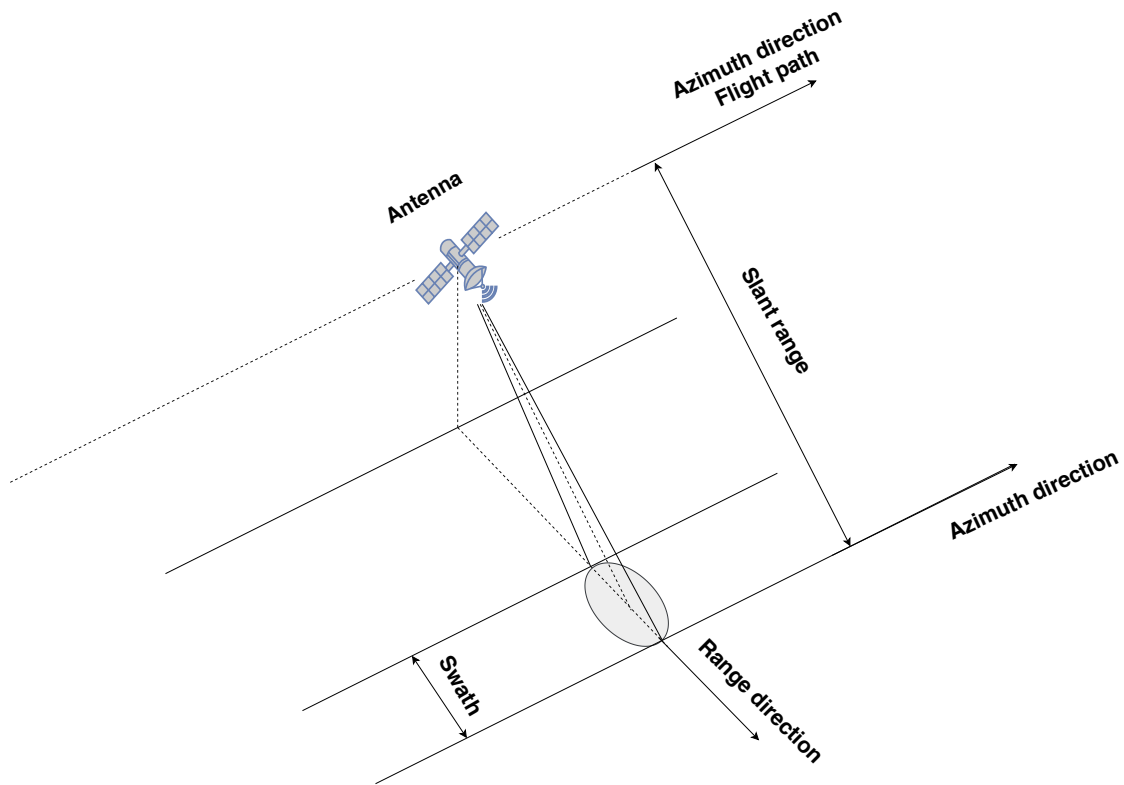 Azimuth direction
Flight path
Antenna
Slant range
Azimuth direction
Swath
Range direction